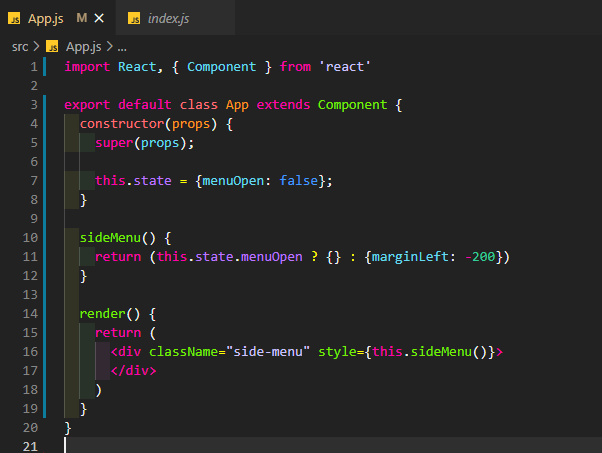 JS App.js M ×
JS index.js
src > JS App.js > ...
1 import React, { Component } from 'react'
2
3 export default class App extends Component {
4   constructor(props) {
5     super(props);
6
7     this.state = {menuOpen: false};
8   }
9
10   sideMenu() {
11     return (this.state.menuOpen ? {} : {marginLeft: -200})
12   }
13
14   render() {
15     return (
16       <div className="side-menu" style={this.sideMenu()}>
17       </div>
18     )
19   }
20 }
21